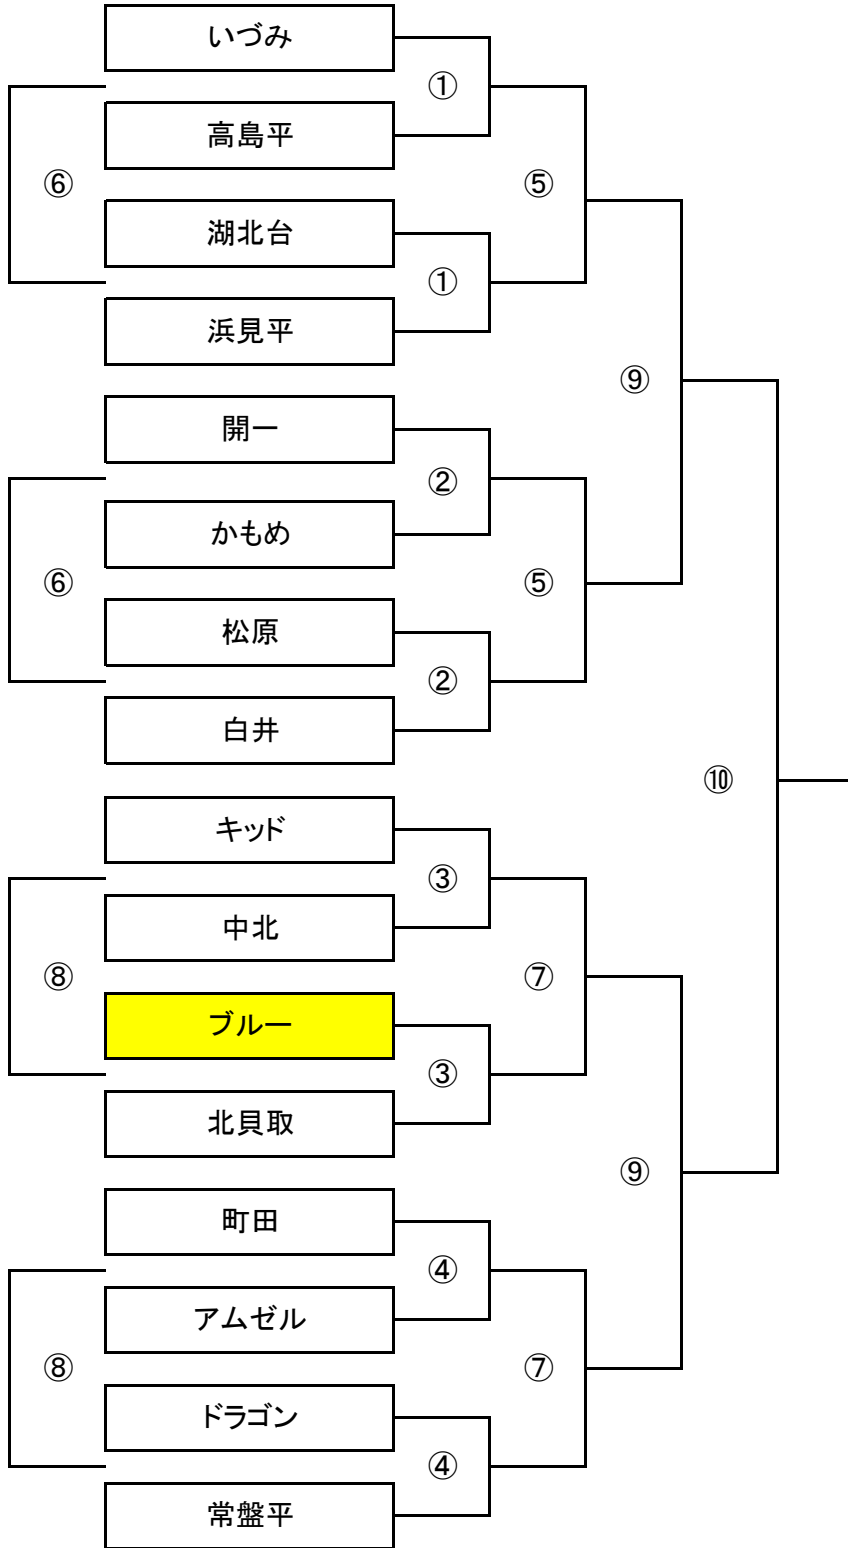 いづみ
①
高島平
⑥
⑤
湖北台
①
浜見平
⑨
開一
②
かもめ
⑥
⑤
松原
②
白井
⑩
キッド
③
中北
⑧
⑦
ブルー
③
北貝取
⑨
町田
④
アムゼル
⑧
⑦
ドラゴン
④
常盤平